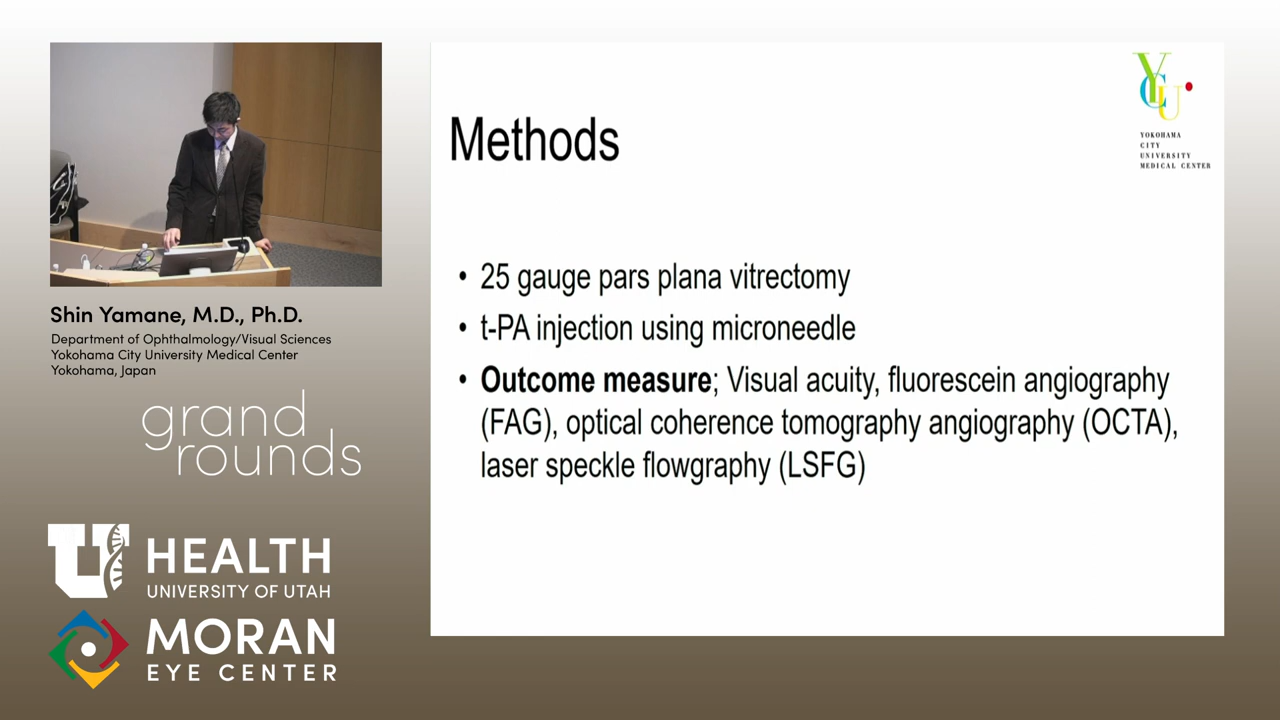 Shin Yamane, M.D., Ph.D.
Department of Ophthalmology/Visual Sciences
Yokohama City University Medical Center
Yokohama, Japan
grand
rounds
U HEALTH
UNIVERSITY OF UTAH
MORAN
EYE CENTER
YCU
YOKOHAMA
CITY
UNIVERSITY
MEDICAL CENTER
Methods
• 25 gauge pars plana vitrectomy
• t-PA injection using microneedle
• Outcome measure; Visual acuity, fluorescein angiography
(FAG), optical coherence tomography angiography (OCTA),
laser speckle flowgraphy (LSFG)